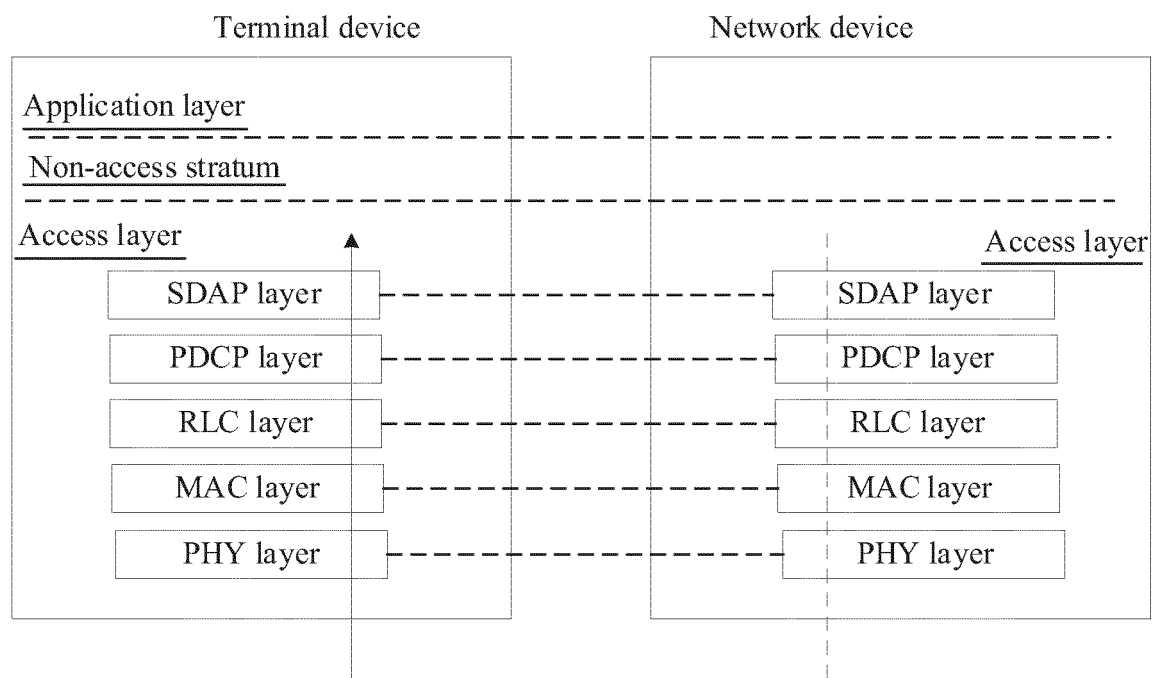 Terminal device
Network device
Application layer
Non-access stratum
Access layer
Access layer
SDAP layer
SDAP layer
PDCP layer
PDCP layer
RLC layer
RLC layer
MAC layer
MAC layer
PHY layer
PHY layer